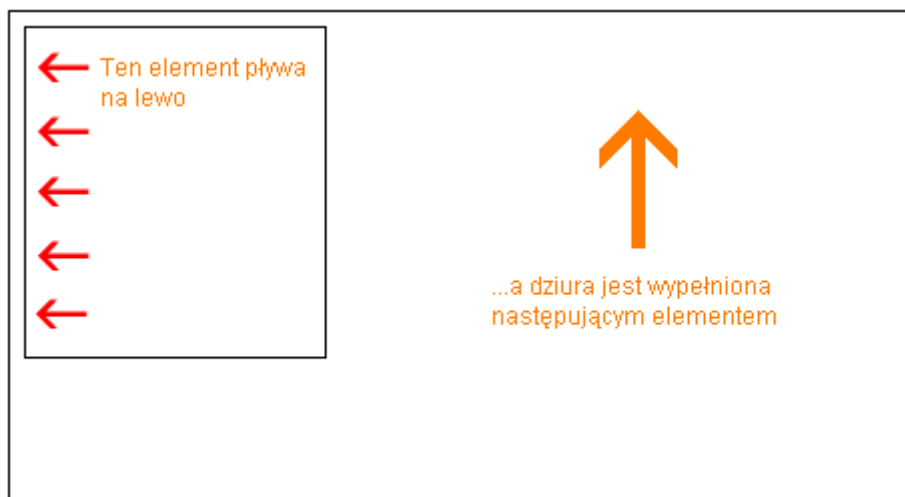 Ten element pływa
na lewo
...a dziura jest wypełniona
następującym elementem